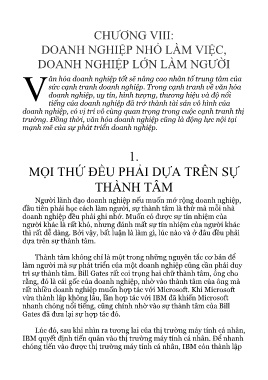 CHƯƠNG VIII:
DOANH NGHIỆP NHỎ LÀM VIỆC,
DOANH NGHIỆP LỚN LÀM NGƯỜI
Văn hóa doanh nghiệp tốt sẽ nâng cao nhân tố trung tâm của
sức cạnh tranh doanh nghiệp. Trong cạnh tranh về văn hóa
doanh nghiệp, uy tín, hình tượng, thương hiệu và độ nổi
tiếng của doanh nghiệp đã trở thành tài sản vô hình của
doanh nghiệp, có vị trí vô cùng quan trọng trong cuộc cạnh tranh thị
trường. Đồng thời, văn hóa doanh nghiệp cũng là động lực nội tại
mạnh mẽ của sự phát triển doanh nghiệp.
1.
MỌI THỨ ĐỀU PHẢI DỰA TRÊN SỰ
THÀNH TÂM
Người lãnh đạo doanh nghiệp nếu muốn mở rộng doanh nghiệp,
đầu tiên phải học cách làm người, sự thành tâm là thứ mà mỗi nhà
doanh nghiệp đều phải ghi nhớ. Muốn có được sự tín nhiệm của
người khác là rất khó, nhưng đánh mất sự tín nhiệm của người khác
thì rất dễ dàng. Bởi vậy, bất luận là làm gì, lúc nào và ở đâu đều phải
dựa trên sự thành tâm.
Thành tâm không chỉ là một trong những nguyên tắc cơ bản để
làm người mà sự phát triển của một doanh nghiệp cũng cần phải duy
trì sự thành tâm. Bill Gates rất coi trọng hai chữ thành tâm, ông cho
rằng, đó là cái gốc của doanh nghiệp, nhờ vào thành tâm của ông mà
rất nhiều doanh nghiệp muốn hợp tác với Microsoft. Khi Microsoft
vừa thành lập không lâu, lần hợp tác với IBM đã khiến Microsoft
nhanh chóng nổi tiếng, cũng chính nhờ vào sự thành tâm của Bill
Gates đã đưa lại sự hợp tác đó.
Lúc đó, sau khi nhìn ra tương lai của thị trường máy tính cá nhân,
IBM quyết định tiến quân vào thị trường máy tính cá nhân. Để nhanh
chóng tiến vào được thị trường máy tính cá nhân, IBM còn thành lập